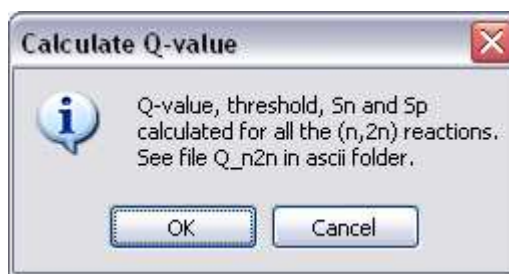 Calculate Q-value
Q-value, threshold, Sn and Sp
calculated for all the (n,2n) reactions.
See file Q_n2n in ascii folder.
OK
Cancel